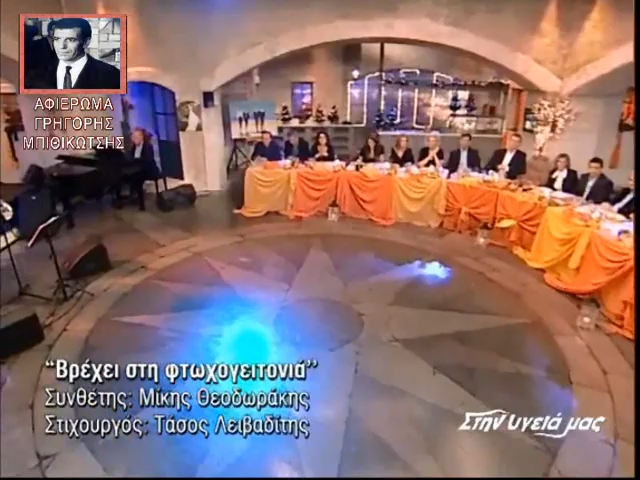 ΑΦΙΕΡΩΜΑ
ΓΡΗΓΟΡΗΣ
ΜΠΙΘΙΚΩΤΣΗΣ
"Βρέχει στη φτωχογειτονιά"
Συνθέτης: Μίκης Θεοδωράκης
Στιχουργός: Τάσος Λειβαδίτης
Στην υγειά μας